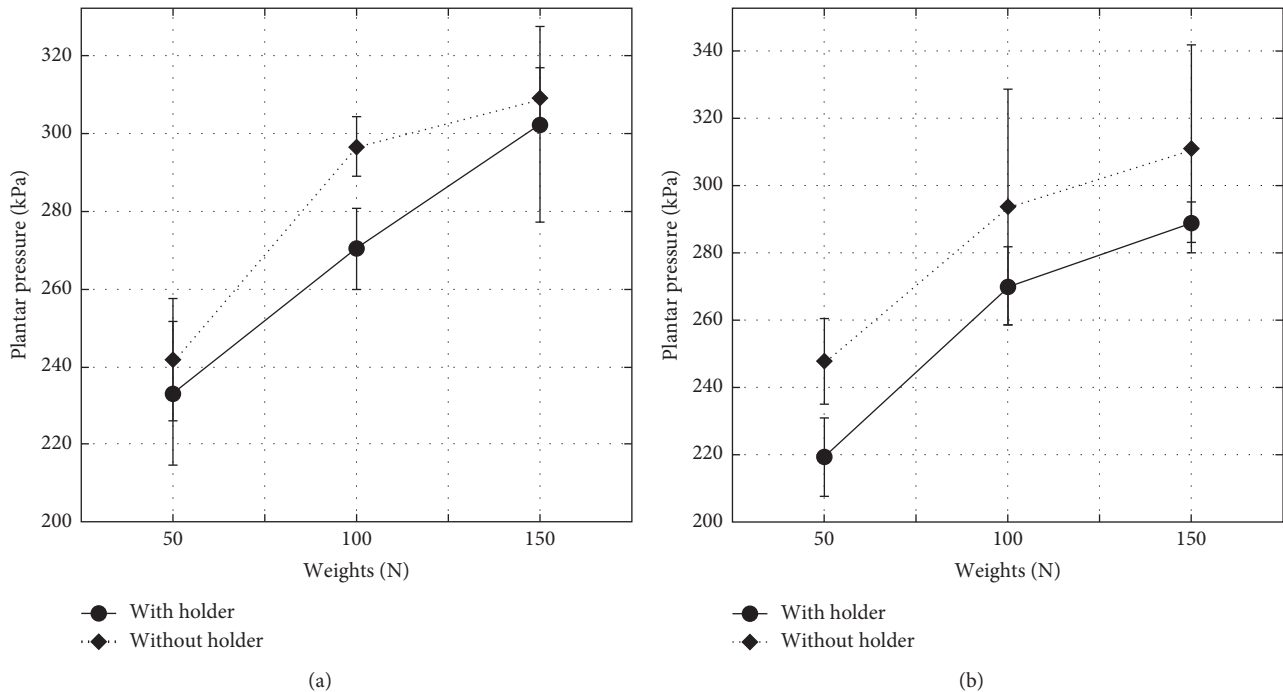 Plantar pressure (kPa)
320
300
280
260
240
220
200
50 100 150
Weights (N)
With holder
Without holder
(a)
Plantar pressure (kPa)
340
320
300
280
260
240
220
200
50 100 150
Weights (N)
With holder
Without holder
(b)